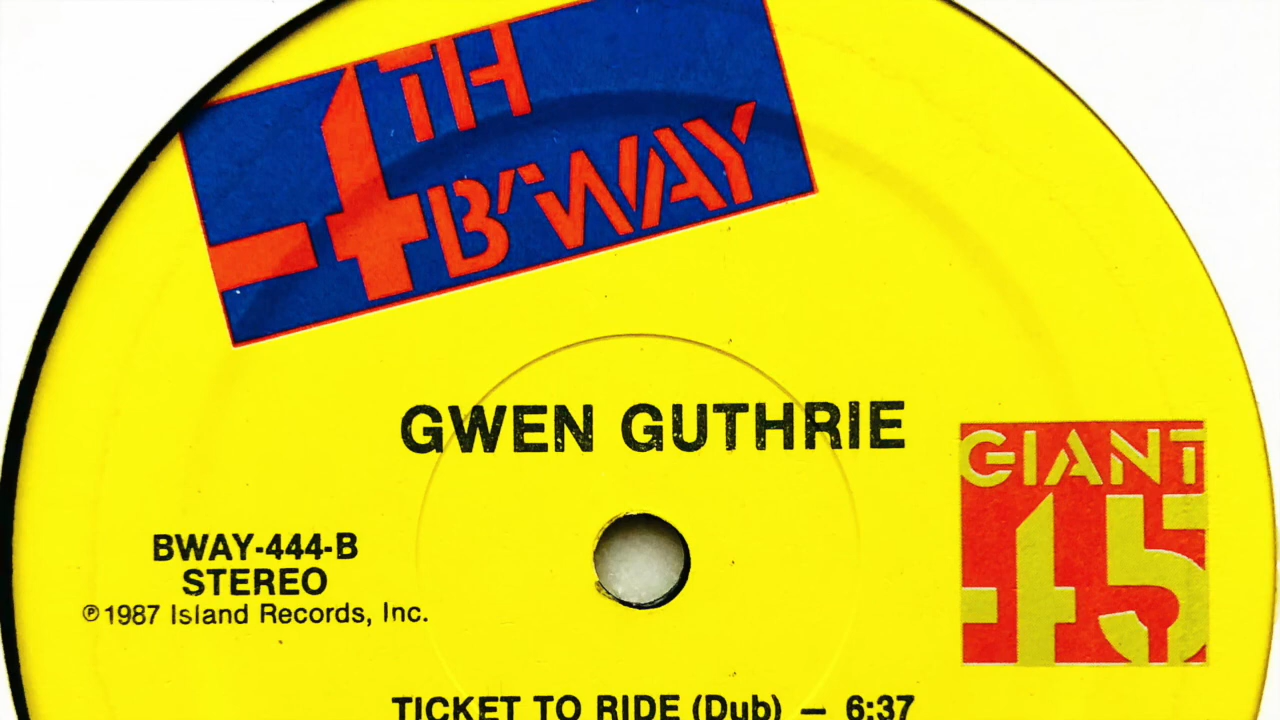 4TH
B'WAY
GWEN GUTHRIE
GIANT
45
BWAY-444-B
STEREO
℗ 1987 Island Records, Inc.
TICKET TO RIDE (Dub) — 6:37